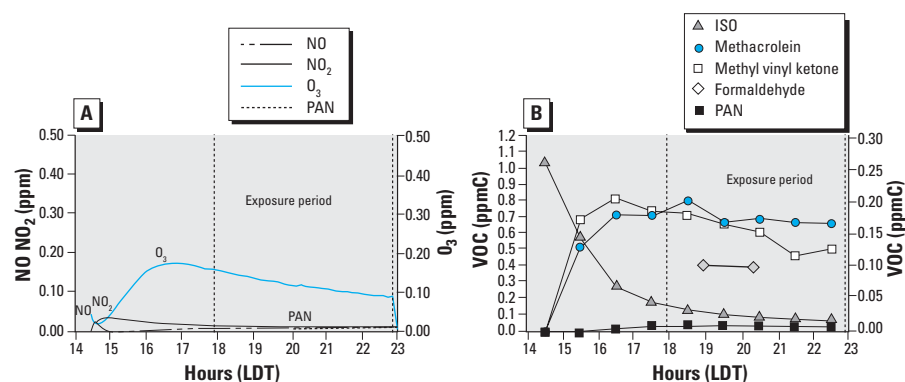 NO
NO2
O3
PAN
ISO
Methacrolein
Methyl vinyl ketone
Formaldehyde
PAN
A
0.50
0.40
0.30
0.20
0.10
0.00
NO NO2 (ppm)
0.50
0.40
0.30
0.20
0.10
0.00
O3 (ppm)
Exposure period
O3
NO
NO2
PAN
14 15 16 17 18 19 20 21 22 23
Hours (LDT)
B
1.2
1.1
1.0
0.9
0.8
0.7
0.6
0.5
0.4
0.3
0.2
0.1
0.0
VOC (ppmC)
0.30
0.25
0.20
0.15
0.10
0.05
0.00
VOC (ppmC)
Exposure period
14 15 16 17 18 19 20 21 22 23
Hours (LDT)